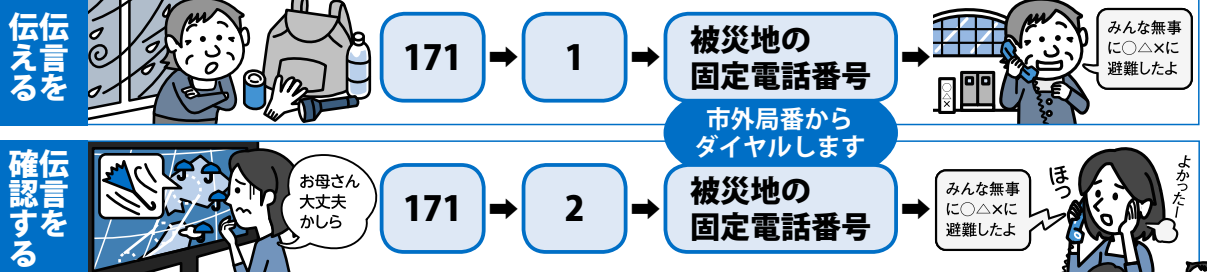 伝言を
伝える
171
1
被災地の
固定電話番号
○△×
みんな無事
に○△×に
避難したよ
市外局番から
ダイヤルします
伝言を
確認する
お母さん
大丈夫
かしら
171
2
被災地の
固定電話番号
みんな無事
に○△×に
避難したよ
ほっ
よかったー